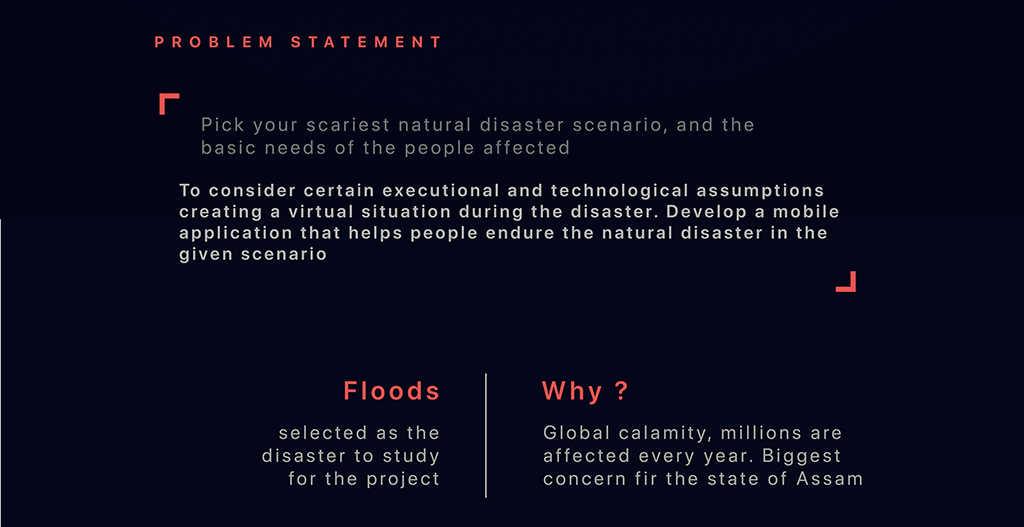 PROBLEM STATEMENT
Pick your scariest natural disaster scenario, and the
basic needs of the people affected
To consider certain executional and technological assumptions
creating a virtual situation during the disaster. Develop a mobile
application that helps people endure the natural disaster in the
given scenario
Floods
selected as the
disaster to study
for the project
Why ?
Global calamity, millions are
affected every year. Biggest
concern fir the state of Assam